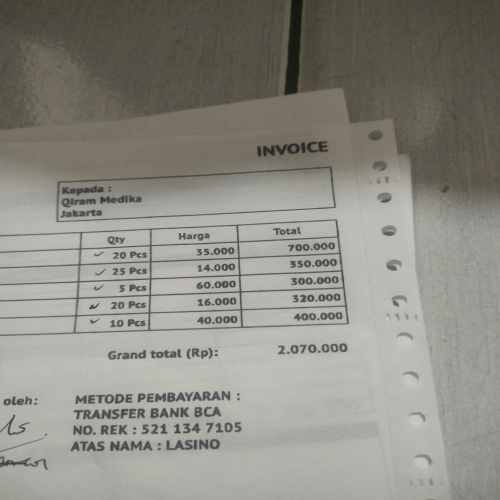 INVOICE
Kepada :
Qiram Medika
Jakarta
Qty Harga Total
20 Pcs 35.000 700.000
25 Pcs 14.000 350.000
5 Pcs 60.000 300.000
20 Pcs 16.000 320.000
10 Pcs 40.000 400.000
Grand total (Rp): 2.070.000
oleh: METODE PEMBAYARAN :
TRANSFER BANK BCA
NO. REK : 521 134 7105
ATAS NAMA : LASINO